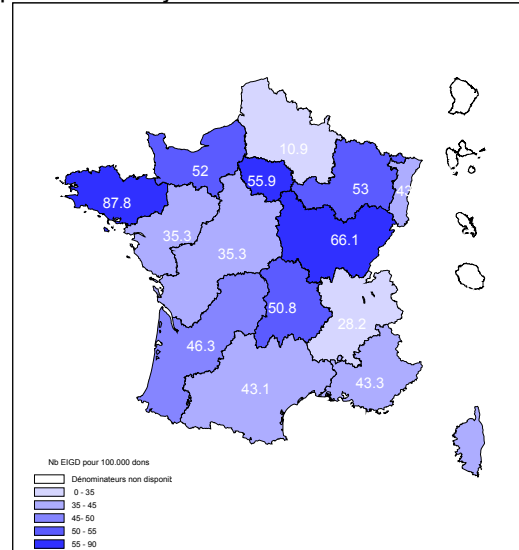 10.9
52
55.9
53
43
87.8
66.1
35.3
35.3
50.8
28.2
46.3
43.1
43.3
Nb EIGD pour 100.000 dons
Dénominateurs non disponit
0 - 35
35 - 45
45- 50
50 - 55
55 - 90